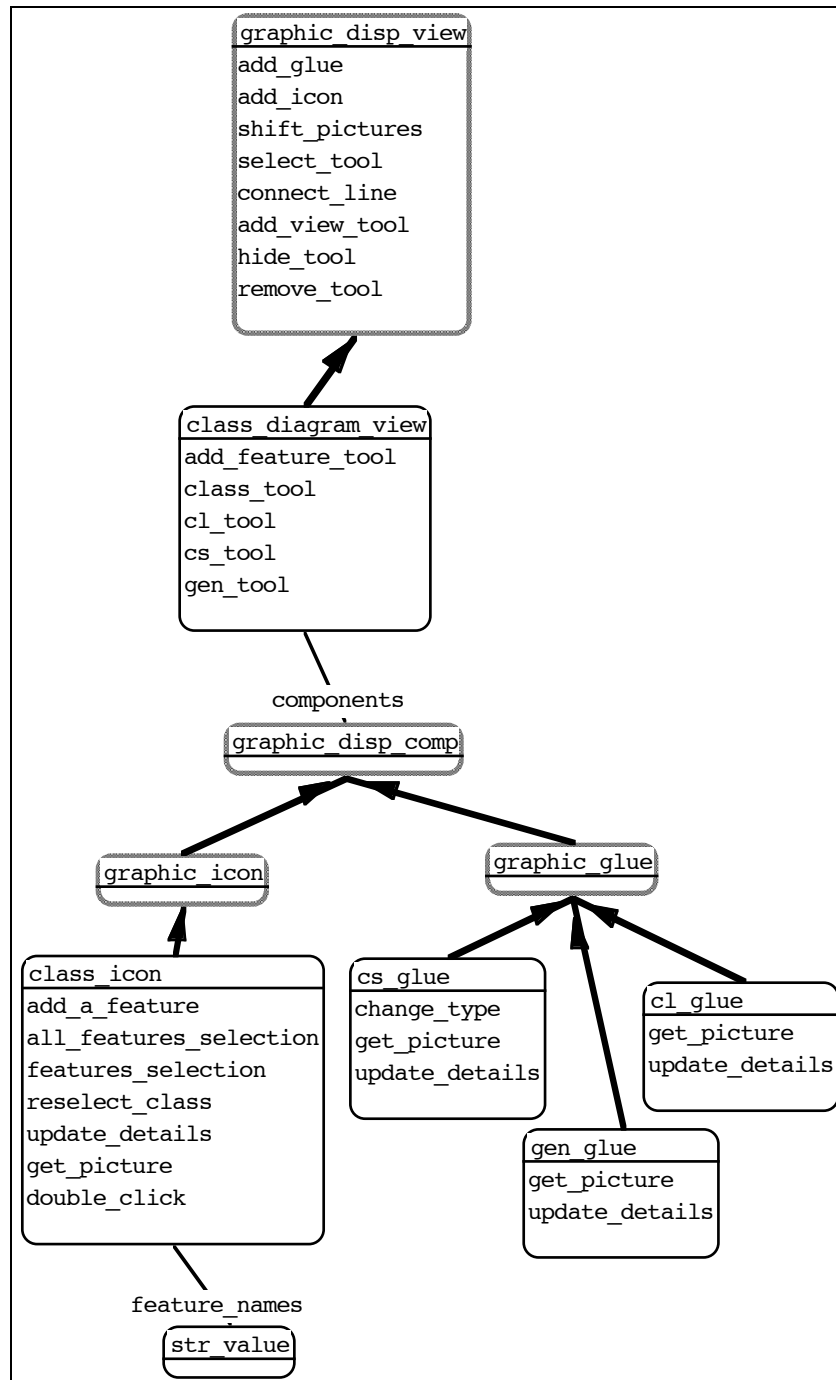 graphic_disp_view
add_glue
add_icon
shift_pictures
select_tool
connect_line
add_view_tool
hide_tool
remove_tool
class_diagram_view
add_feature_tool
class_tool
cl_tool
cs_tool
gen_tool
components
graphic_disp_comp
graphic_icon
graphic_glue
class_icon
add_a_feature
all_features_selection
features_selection
reselect_class
update_details
get_picture
double_click
cs_glue
change_type
get_picture
update_details
cl_glue
get_picture
update_details
gen_glue
get_picture
update_details
feature_names
str_value